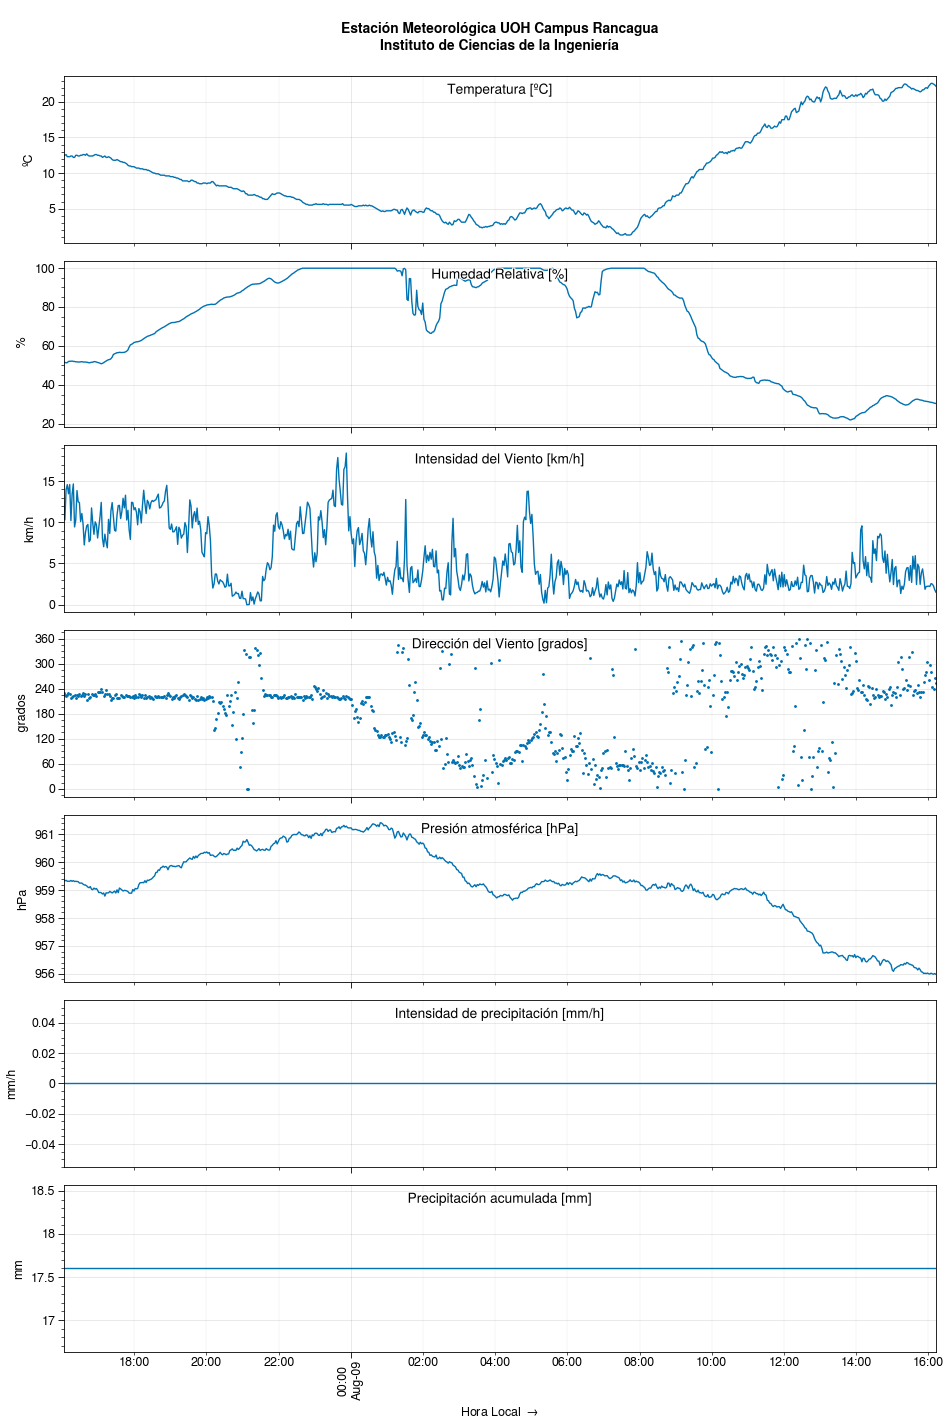 Estación Meteorológica UOH Campus Rancagua
Instituto de Ciencias de la Ingeniería
Temperatura [ºC]
20
15
10
5
ºC
Humedad Relativa [%]
100
80
60
40
20
%
Intensidad del Viento [km/h]
15
10
5
0
km/h
Dirección del Viento [grados]
360
300
240
180
120
60
0
grados
Presión atmosférica [hPa]
961
960
959
958
957
956
hPa
Intensidad de precipitación [mm/h]
0.04
0.02
0
−0.02
−0.04
mm/h
Precipitación acumulada [mm]
18.5
18
17.5
17
mm
18:00 20:00 22:00 00:00 02:00 04:00 06:00 08:00 10:00 12:00 14:00 16:00
Aug-09
Hora Local →